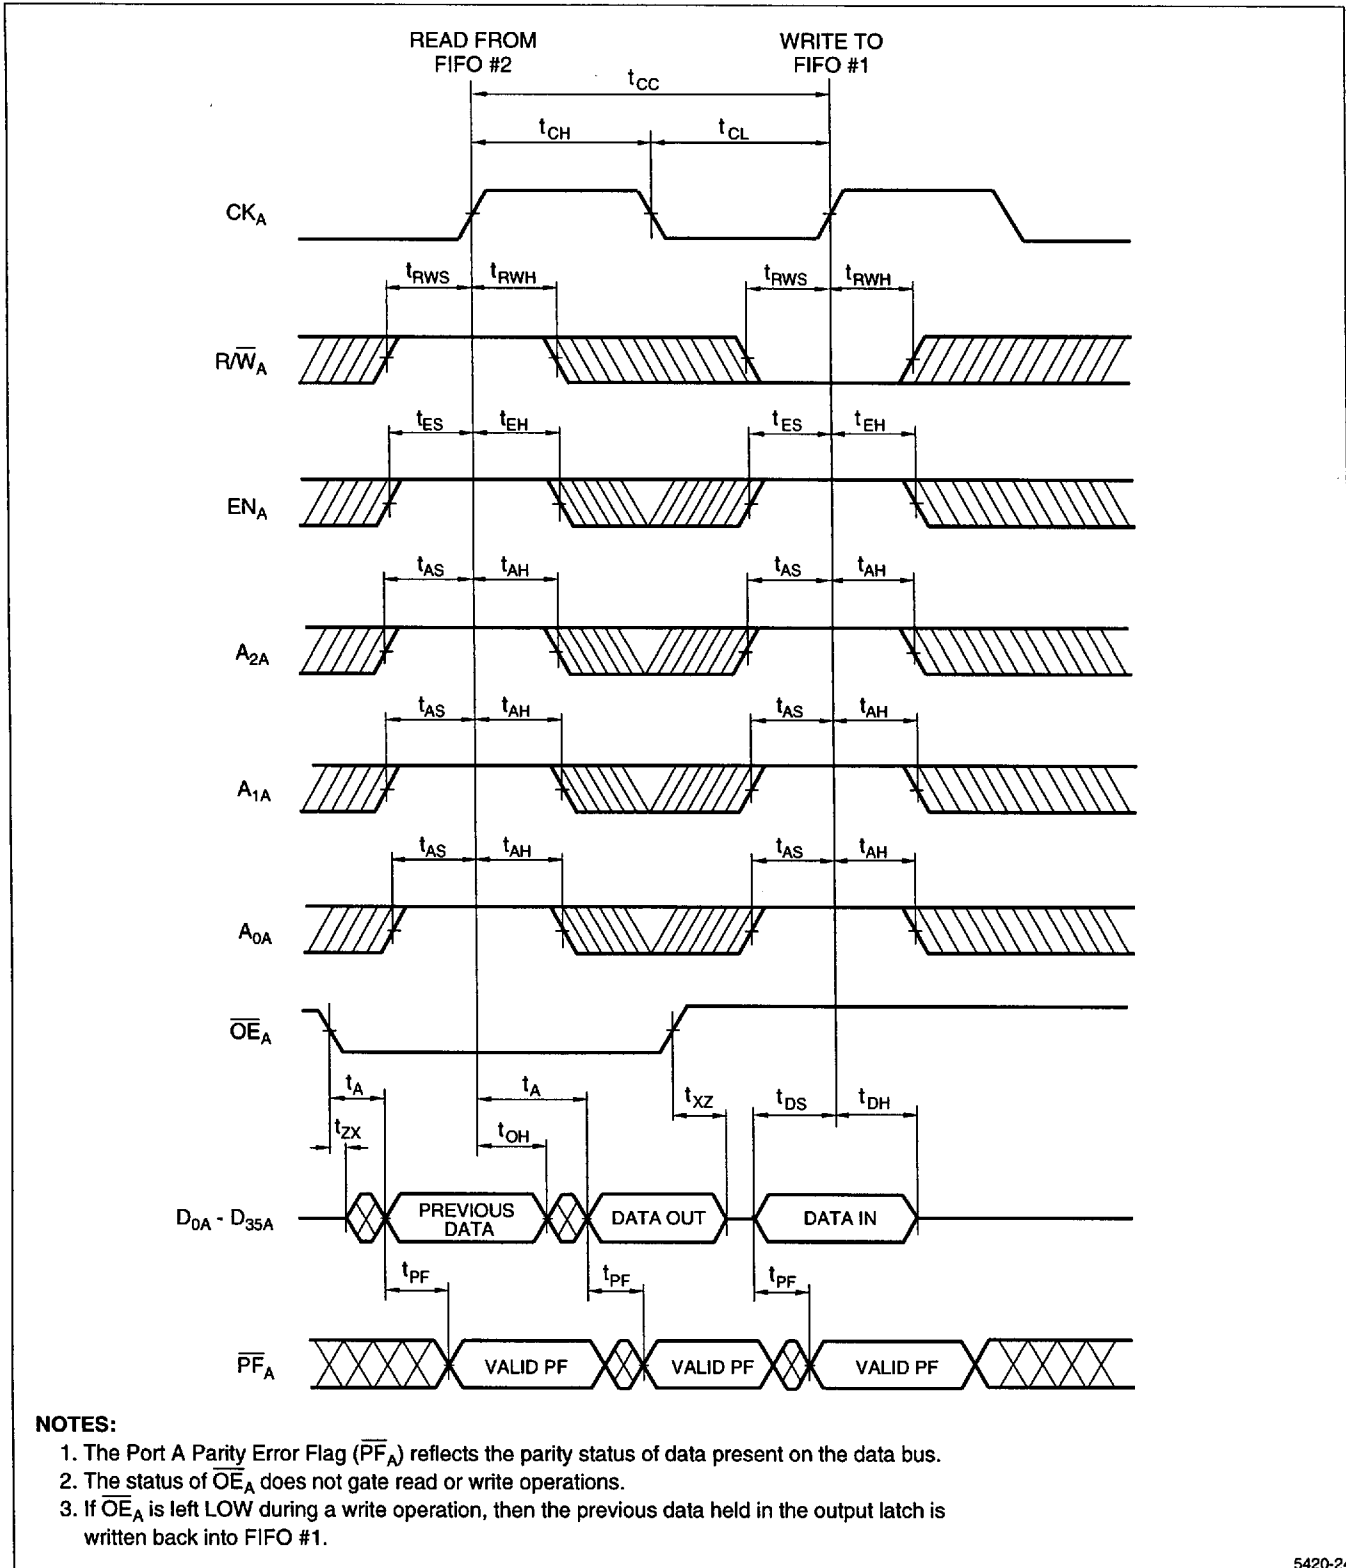 READ FROM
FIFO #2
WRITE TO
FIFO #1
tCC
tCH
tCL
CKA
tRWS
tRWH
tRWS
tRWH
R/W̅A
tES
tEH
tES
tEH
ENA
tAS
tAH
tAS
tAH
A2A
tAS
tAH
tAS
tAH
A1A
tAS
tAH
tAS
tAH
A0A
O̅E̅A
tA
tA
tXZ
tDS
tDH
tZX
tOH
D0A - D35A
PREVIOUS
DATA
DATA OUT
DATA IN
tPF
tPF
tPF
P̅F̅A
VALID PF
VALID PF
VALID PF
NOTES:
1. The Port A Parity Error Flag (P̅F̅A) reflects the parity status of data present on the data bus.
2. The status of O̅E̅A does not gate read or write operations.
3. If O̅E̅A is left LOW during a write operation, then the previous data held in the output latch is
written back into FIFO #1.